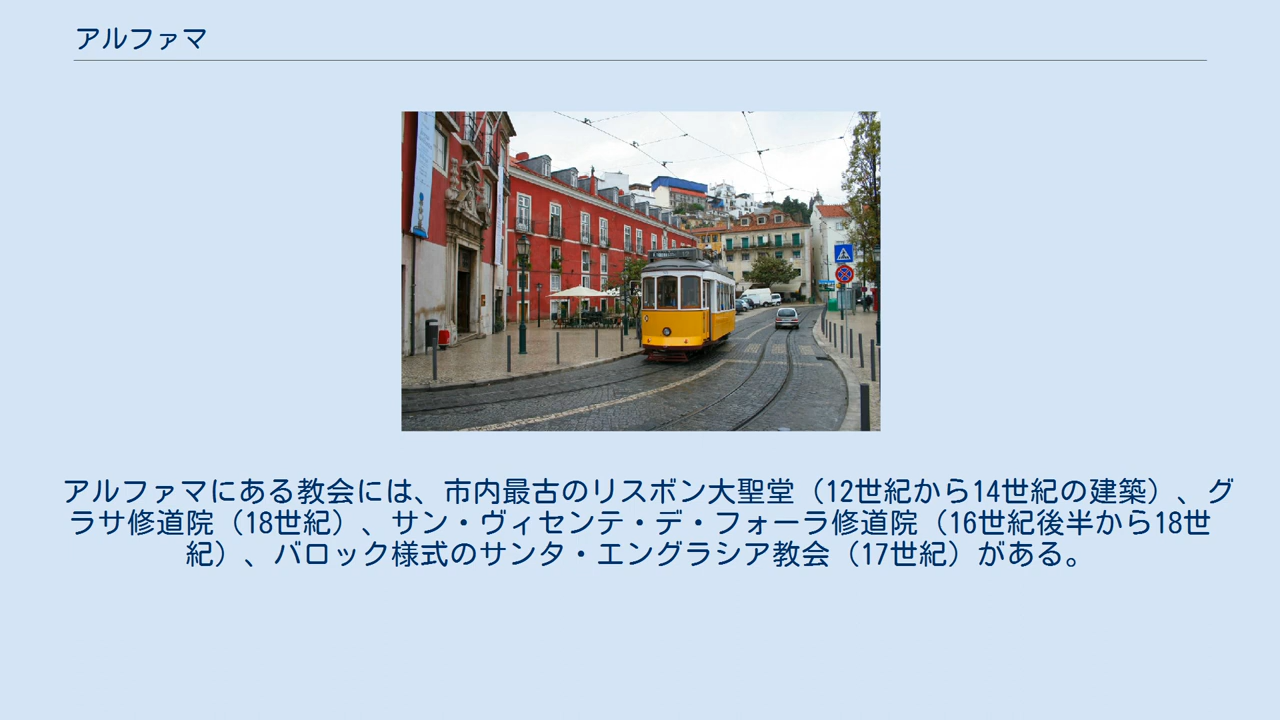 アルファマ
アルファマにある教会には、市内最古のリスボン大聖堂（12世紀から14世紀の建築）、グ
ラサ修道院（18世紀）、サン・ヴィセンテ・デ・フォーラ修道院（16世紀後半から18世
紀）、バロック様式のサンタ・エングラシア教会（17世紀）がある。